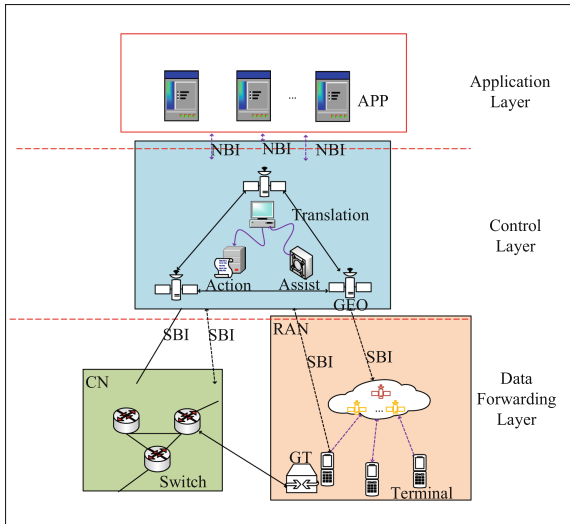 ... APP
Application
Layer
NBI NBI NBI
Translation
Control
Layer
Action Assist
GEO
SBI SBI RAN
SBI SBI
CN
Data
Forwarding
Layer
...
GT
Switch Terminal